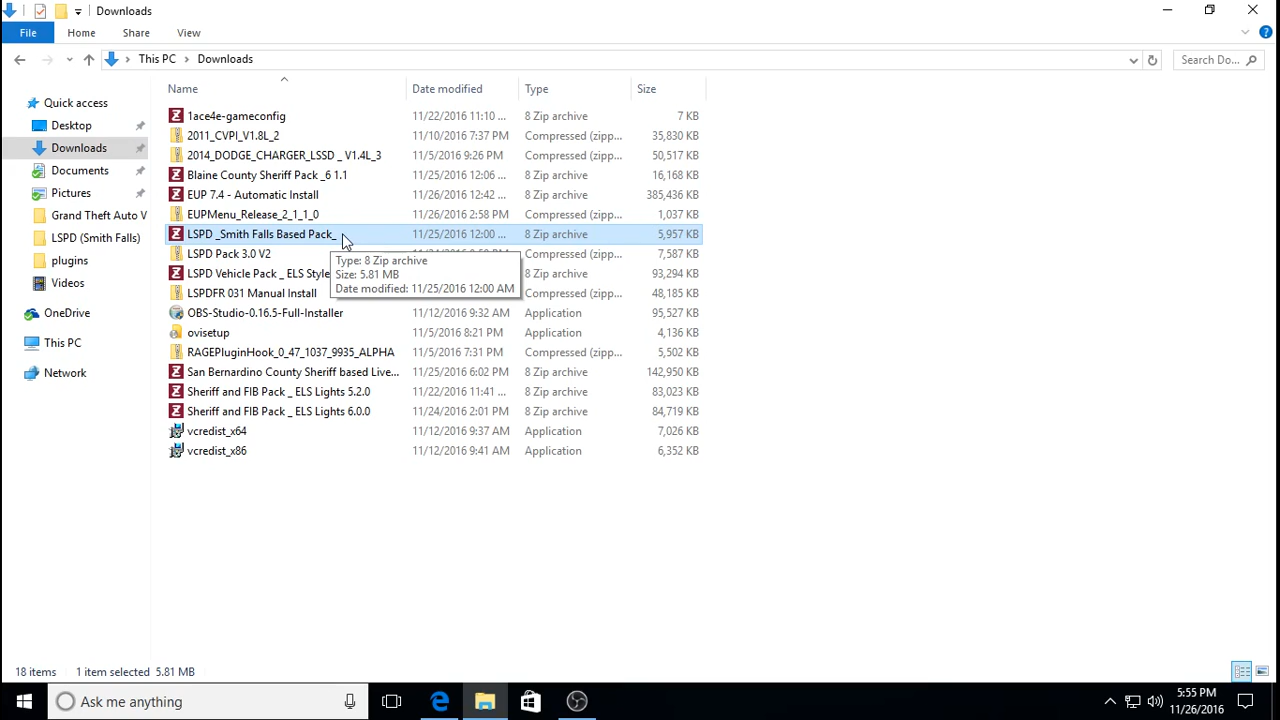 Downloads
File Home Share View
This PC Downloads Search Do...
Name Date modified Type Size
Quick access
Desktop
Downloads
Documents
Pictures
Grand Theft Auto V
LSPD (Smith Falls)
plugins
Videos
OneDrive
This PC
Network
1ace4e-gameconfig 11/22/2016 11:10 ... 8 Zip archive 7 KB
2011_CVPI_V1.8L_2 11/10/2016 7:37 PM Compressed (zipp... 35,830 KB
2014_DODGE_CHARGER_LSSD _ V1.4L_3 11/5/2016 9:26 PM Compressed (zipp... 50,517 KB
Blaine County Sheriff Pack _6 1.1 11/25/2016 12:06 ... 8 Zip archive 16,168 KB
EUP 7.4 - Automatic Install 11/26/2016 12:42 ... 8 Zip archive 385,436 KB
EUPMenu_Release_2_1_1_0 11/26/2016 2:58 PM Compressed (zipp... 1,037 KB
LSPD _Smith Falls Based Pack_ 11/25/2016 12:00 ... 8 Zip archive 5,957 KB
LSPD Pack 3.0 V2 Compressed (zipp... 7,587 KB
LSPD Vehicle Pack _ ELS Style 8 Zip archive 93,294 KB
LSPDFR 031 Manual Install Compressed (zipp... 48,185 KB
Type: 8 Zip archive
Size: 5.81 MB
Date modified: 11/25/2016 12:00 AM
OBS-Studio-0.16.5-Full-Installer 11/12/2016 9:32 AM Application 95,527 KB
ovisetup 11/5/2016 8:21 PM Application 4,136 KB
RAGEPluginHook_0_47_1037_9935_ALPHA 11/5/2016 7:31 PM Compressed (zipp... 5,502 KB
San Bernardino County Sheriff based Live... 11/25/2016 6:02 PM 8 Zip archive 142,950 KB
Sheriff and FIB Pack _ ELS Lights 5.2.0 11/22/2016 11:41 ... 8 Zip archive 83,023 KB
Sheriff and FIB Pack _ ELS Lights 6.0.0 11/24/2016 2:01 PM 8 Zip archive 84,719 KB
vcredist_x64 11/12/2016 9:37 AM Application 7,026 KB
vcredist_x86 11/12/2016 9:41 AM Application 6,352 KB
18 items 1 item selected 5.81 MB
Ask me anything
5:55 PM
11/26/2016